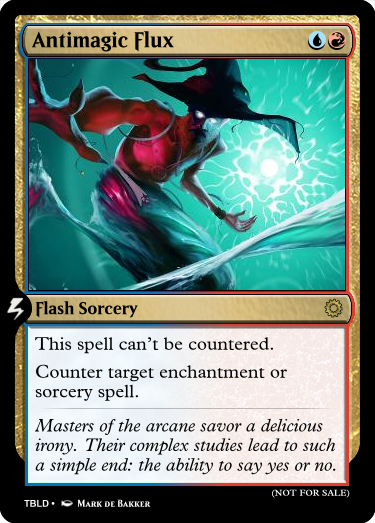 Antimagic Flux
Flash Sorcery
This spell can't be countered.
Counter target enchantment or
sorcery spell.
Masters of the arcane savor a delicious
irony. Their complex studies lead to such
a simple end: the ability to say yes or no.
(NOT FOR SALE)
TBLD • Mark de Bakker